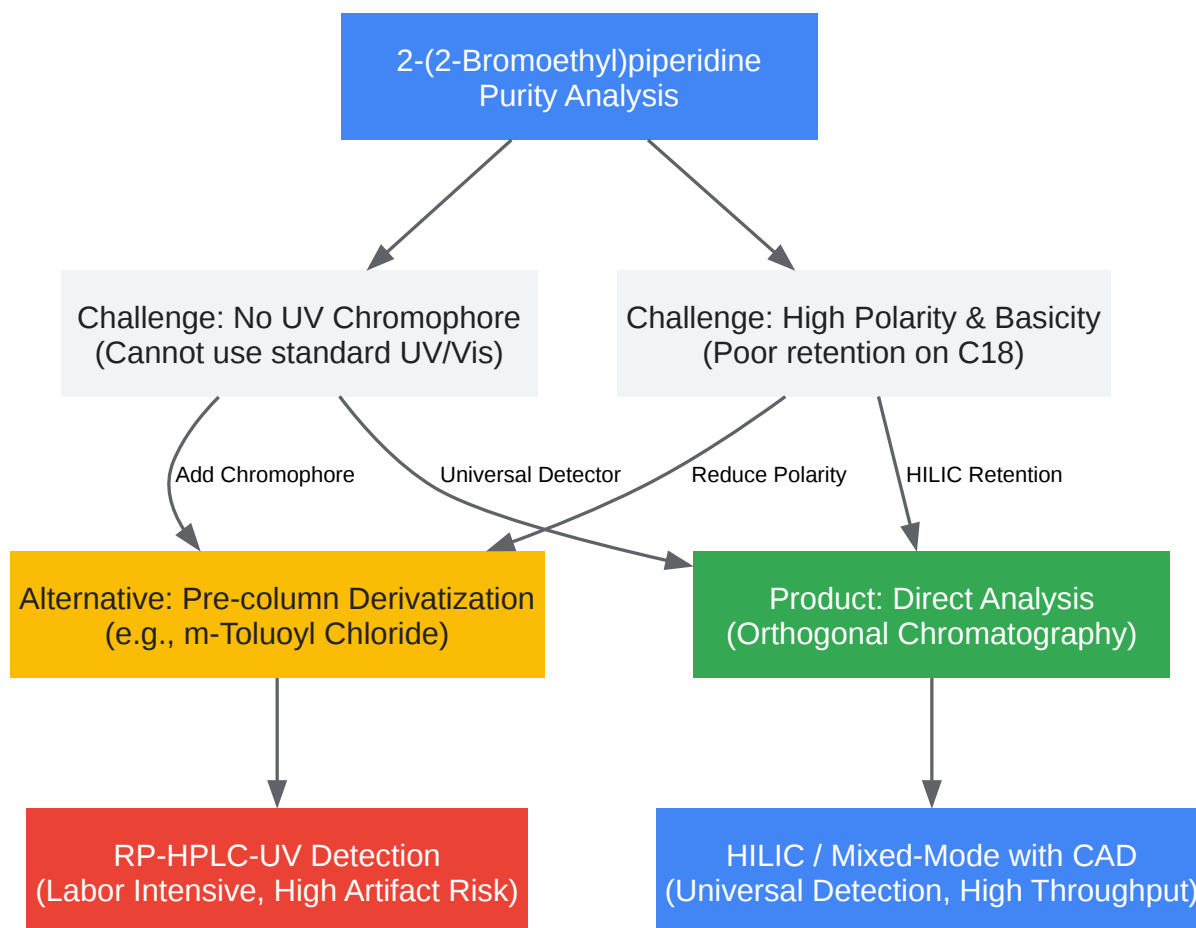 2-(2-Bromoethyl)piperidine
Purity Analysis
Challenge: No UV Chromophore
(Cannot use standard UV/Vis)
Challenge: High Polarity & Basicity
(Poor retention on C18)
Add Chromophore
Universal Detector
Reduce Polarity
HILIC Retention
Alternative: Pre-column Derivatization
(e.g., m-Toluoyl Chloride)
Product: Direct Analysis
(Orthogonal Chromatography)
RP-HPLC-UV Detection
(Labor Intensive, High Artifact Risk)
HILIC / Mixed-Mode with CAD
(Universal Detection, High Throughput)